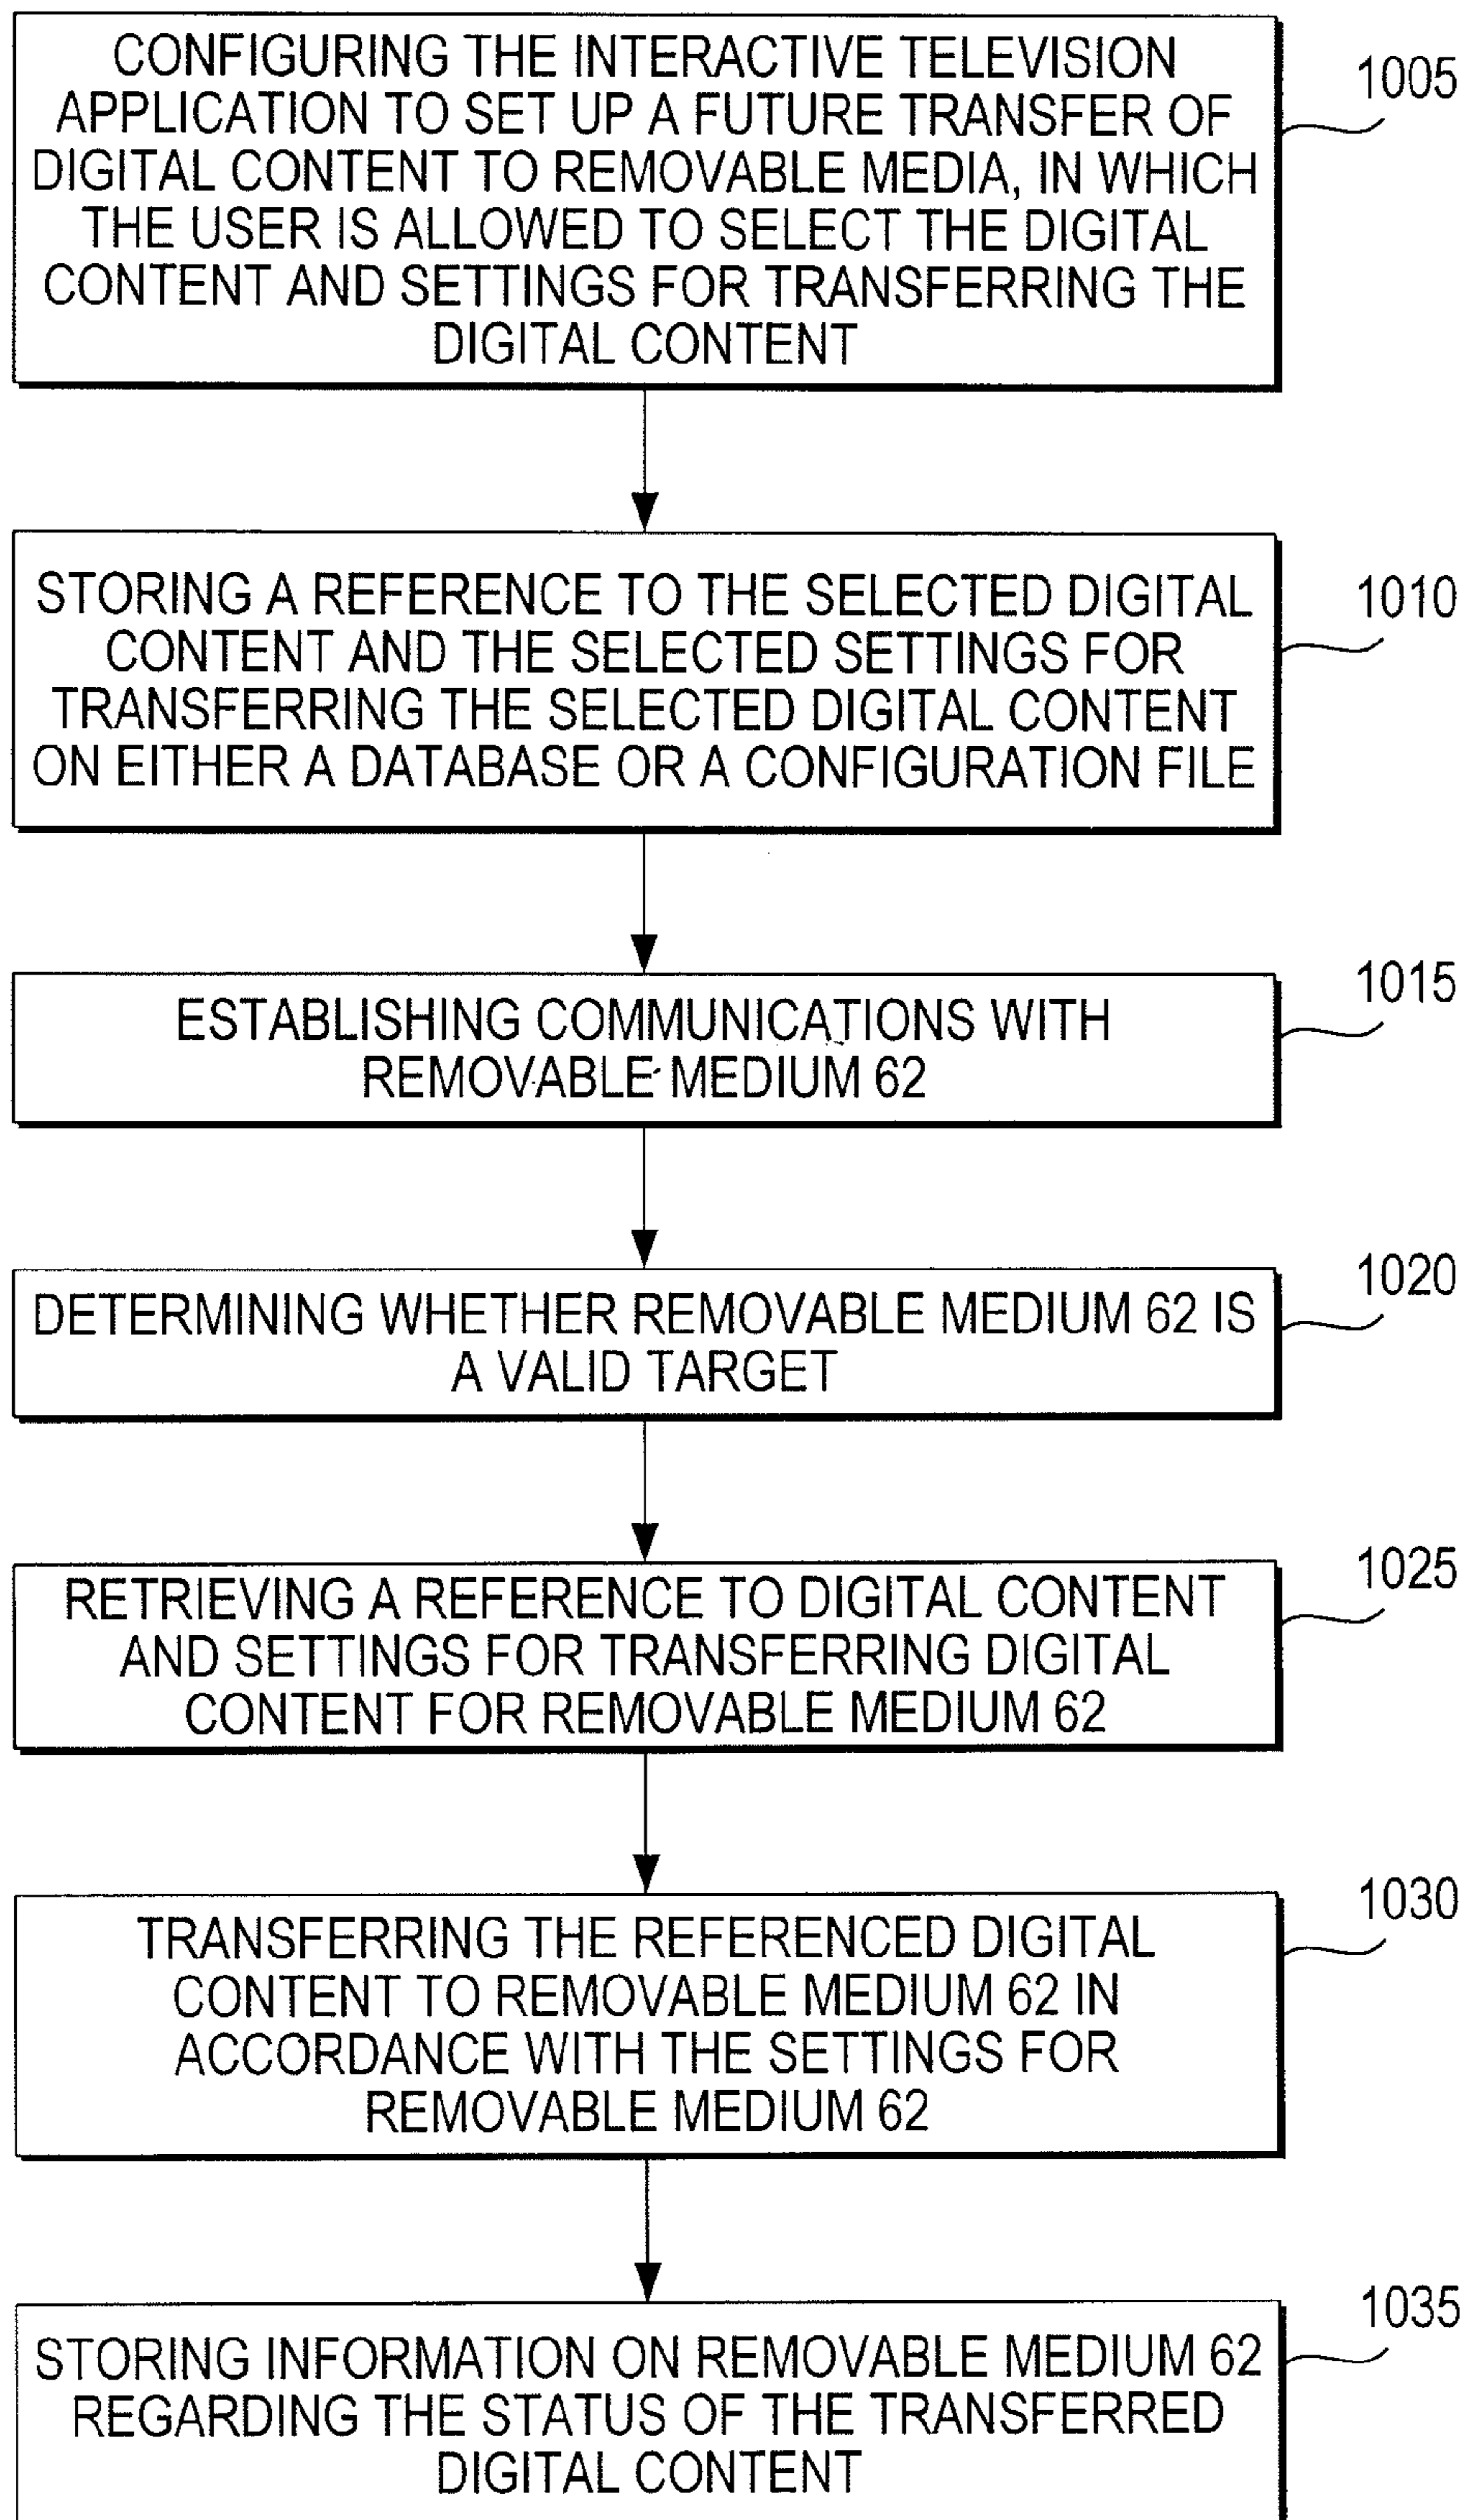 CONFIGURING THE INTERACTIVE TELEVISION
APPLICATION TO SET UP A FUTURE TRANSFER OF
DIGITAL CONTENT TO REMOVABLE MEDIA, IN WHICH
THE USER IS ALLOWED TO SELECT THE DIGITAL
CONTENT AND SETTINGS FOR TRANSFERRING THE
DIGITAL CONTENT
1005
STORING A REFERENCE TO THE SELECTED DIGITAL
CONTENT AND THE SELECTED SETTINGS FOR
TRANSFERRING THE SELECTED DIGITAL CONTENT
ON EITHER A DATABASE OR A CONFIGURATION FILE
1010
ESTABLISHING COMMUNICATIONS WITH
REMOVABLE MEDIUM 62
1015
DETERMINING WHETHER REMOVABLE MEDIUM 62 IS
A VALID TARGET
1020
RETRIEVING A REFERENCE TO DIGITAL CONTENT
AND SETTINGS FOR TRANSFERRING DIGITAL
CONTENT FOR REMOVABLE MEDIUM 62
1025
TRANSFERRING THE REFERENCED DIGITAL
CONTENT TO REMOVABLE MEDIUM 62 IN
ACCORDANCE WITH THE SETTINGS FOR
REMOVABLE MEDIUM 62
1030
STORING INFORMATION ON REMOVABLE MEDIUM 62
REGARDING THE STATUS OF THE TRANSFERRED
DIGITAL CONTENT
1035